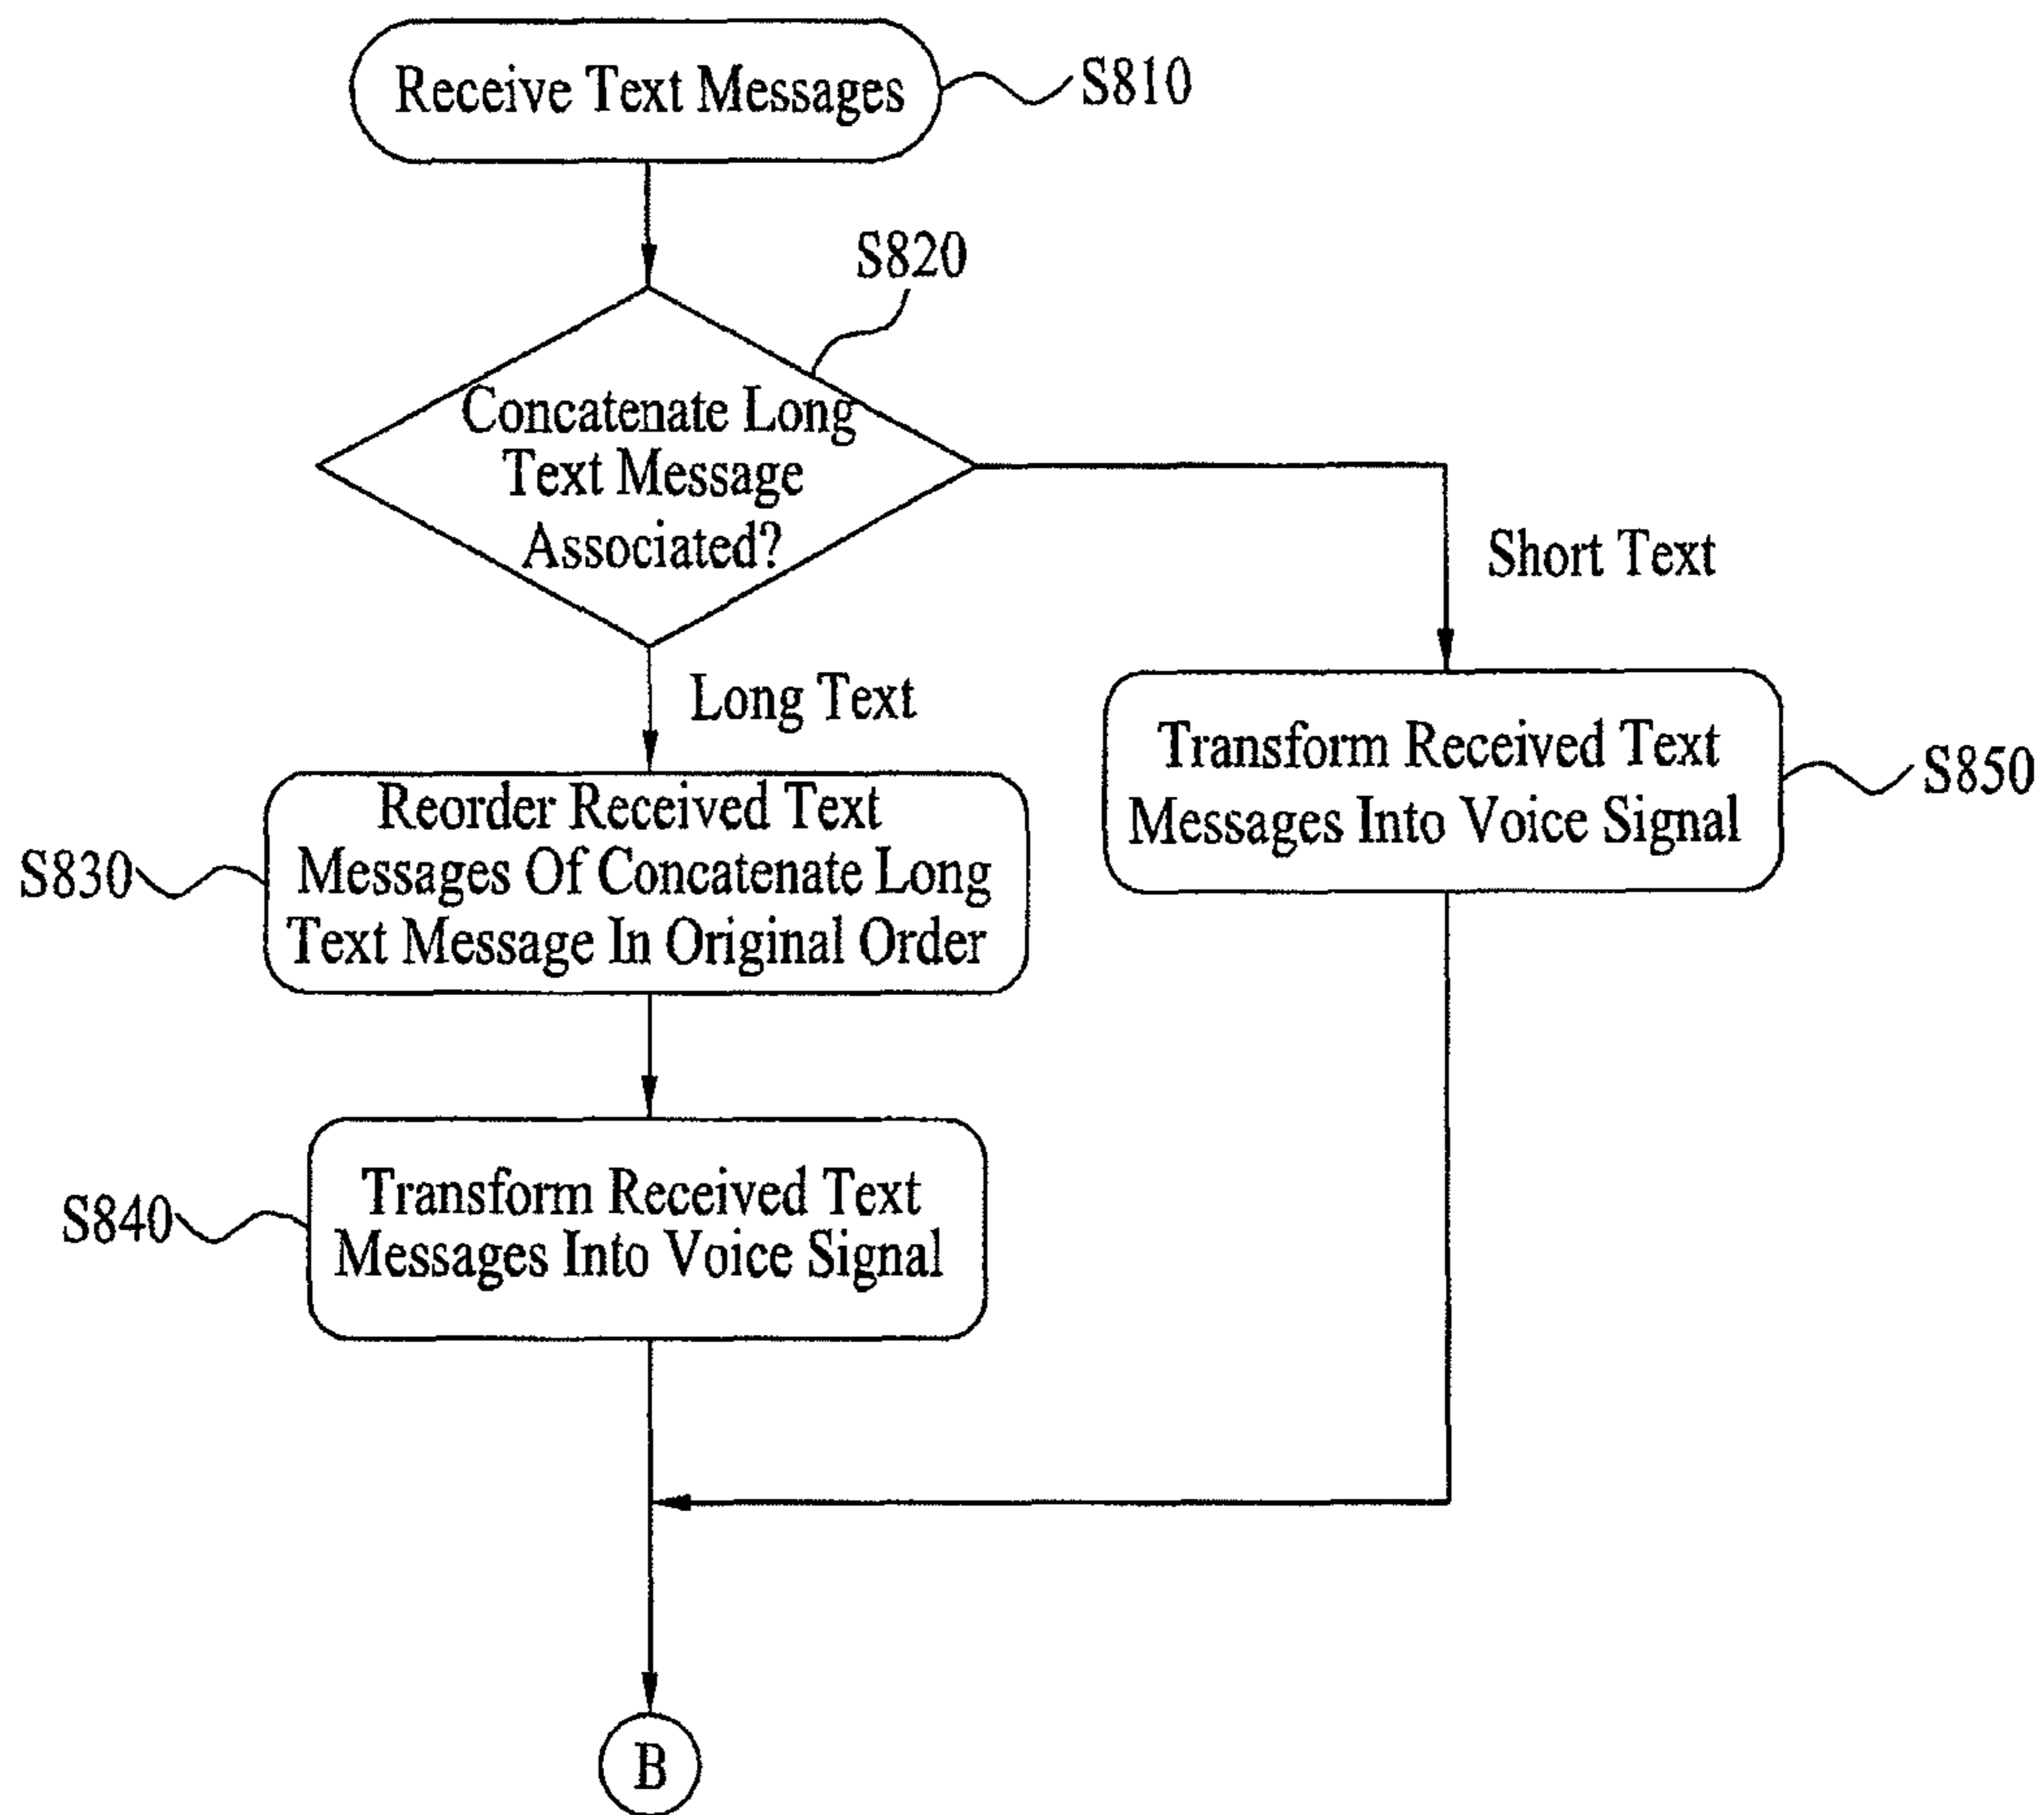 Receive Text Messages
S810
S820
Concatenate Long
Text Message
Associated?
Short Text
Long Text
Transform Received Text
Messages Into Voice Signal
S850
Reorder Received Text
Messages Of Concatenate Long
Text Message In Original Order
S830
Transform Received Text
Messages Into Voice Signal
S840
B